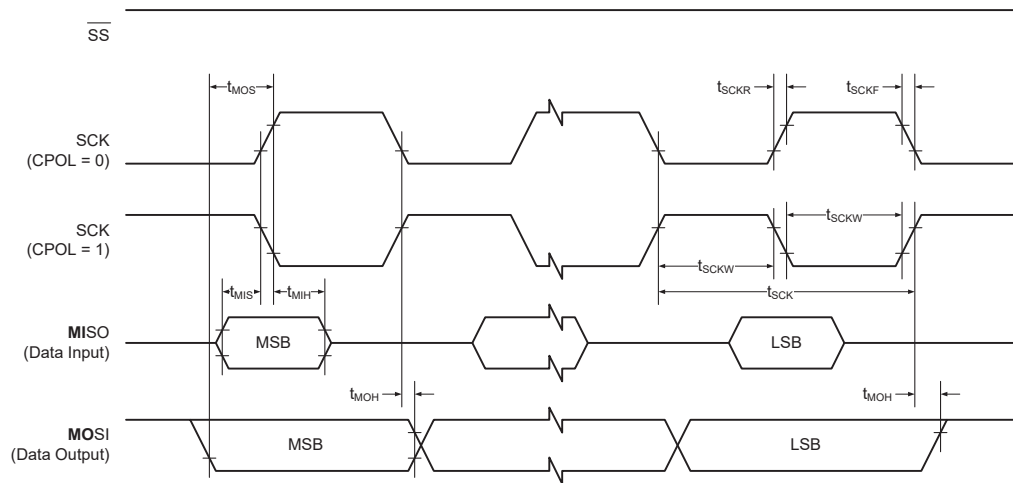 SS
tMOS
tSCKR
tSCKF
SCK
(CPOL = 0)
SCK
(CPOL = 1)
tSCKW
tSCKW
tSCK
tMIS
tMIH
MISO
(Data Input)
MSB
LSB
tMOH
tMOH
MOSI
(Data Output)
MSB
LSB